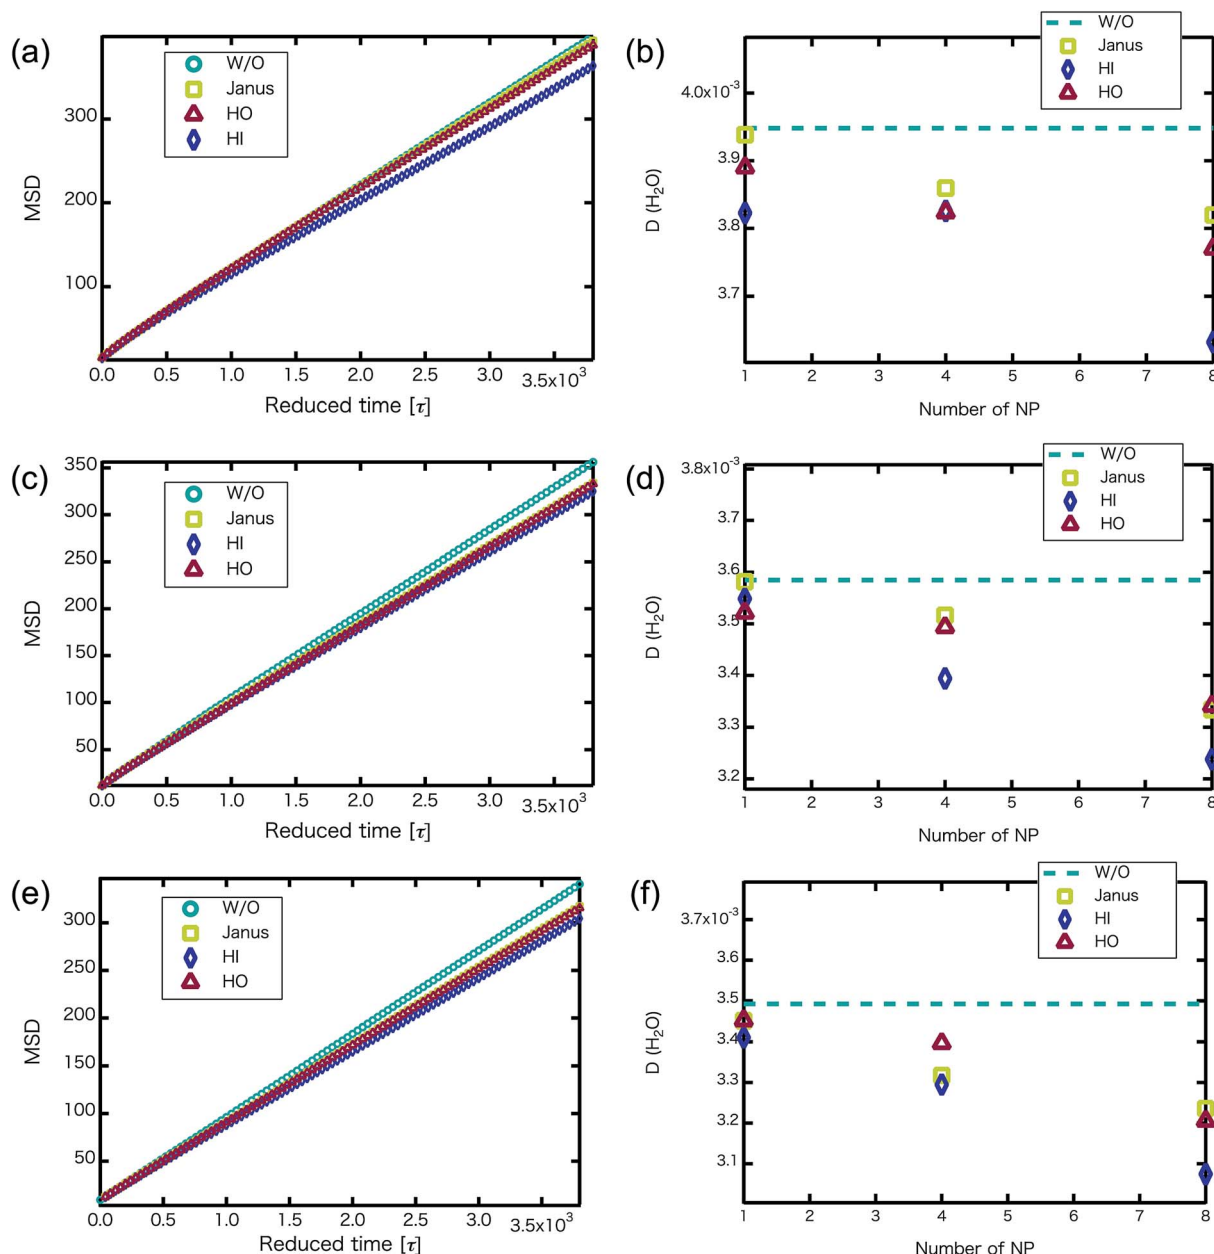 (a)
W/O
Janus
HO
HI
MSD
300
200
100
0.0 0.5 1.0 1.5 2.0 2.5 3.0 3.5x10³
Reduced time [τ]
(b)
W/O
Janus
HI
HO
D (H₂O)
4.0x10⁻³
3.9
3.8
3.7
1 2 3 4 5 6 7 8
Number of NP
(c)
W/O
Janus
HI
HO
MSD
350
300
250
200
150
100
50
0.0 0.5 1.0 1.5 2.0 2.5 3.0 3.5x10³
Reduced time [τ]
(d)
W/O
Janus
HI
HO
D (H₂O)
3.8x10⁻³
3.7
3.6
3.5
3.4
3.3
3.2
1 2 3 4 5 6 7 8
Number of NP
(e)
W/O
Janus
HI
HO
MSD
300
250
200
150
100
50
0.0 0.5 1.0 1.5 2.0 2.5 3.0 3.5x10³
Reduced time [τ]
(f)
W/O
Janus
HI
HO
D (H₂O)
3.7x10⁻³
3.6
3.5
3.4
3.3
3.2
3.1
1 2 3 4 5 6 7 8
Number of NP